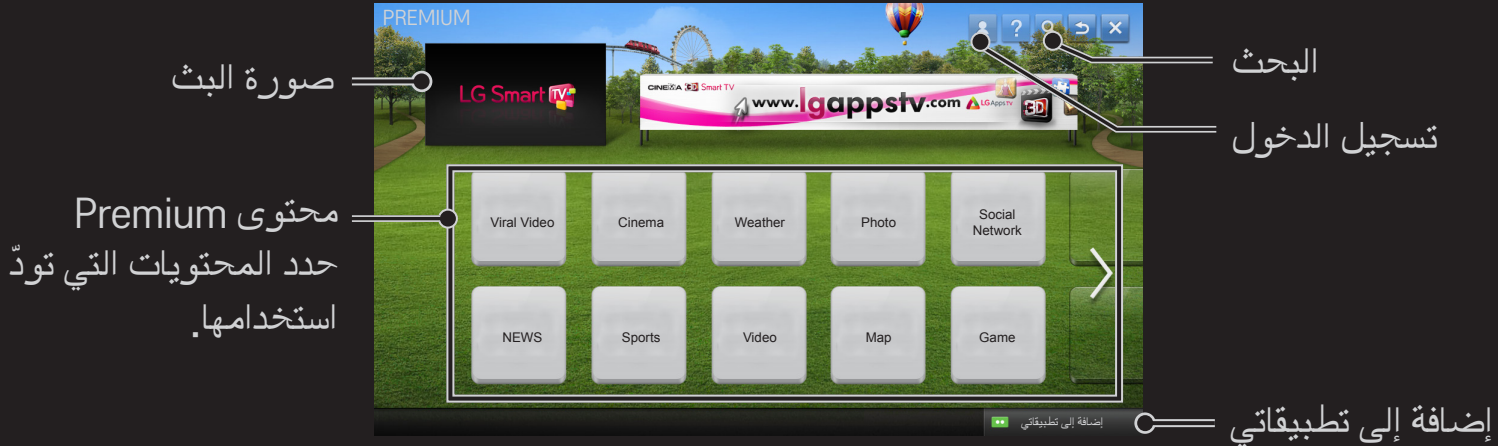 PREMIUM
?
LG Smart TV
CINEMA 3D Smart TV
www.lgappstv.com
LG Apps TV
3D
صورة البث
البحث
تسجيل الدخول
محتوى Premium
حدد المحتويات التي تودّ
استخدامها.
Viral Video
Cinema
Weather
Photo
Social
Network
NEWS
Sports
Video
Map
Game
إضافة إلى تطبيقاتي
إضافة إلى تطبيقاتي